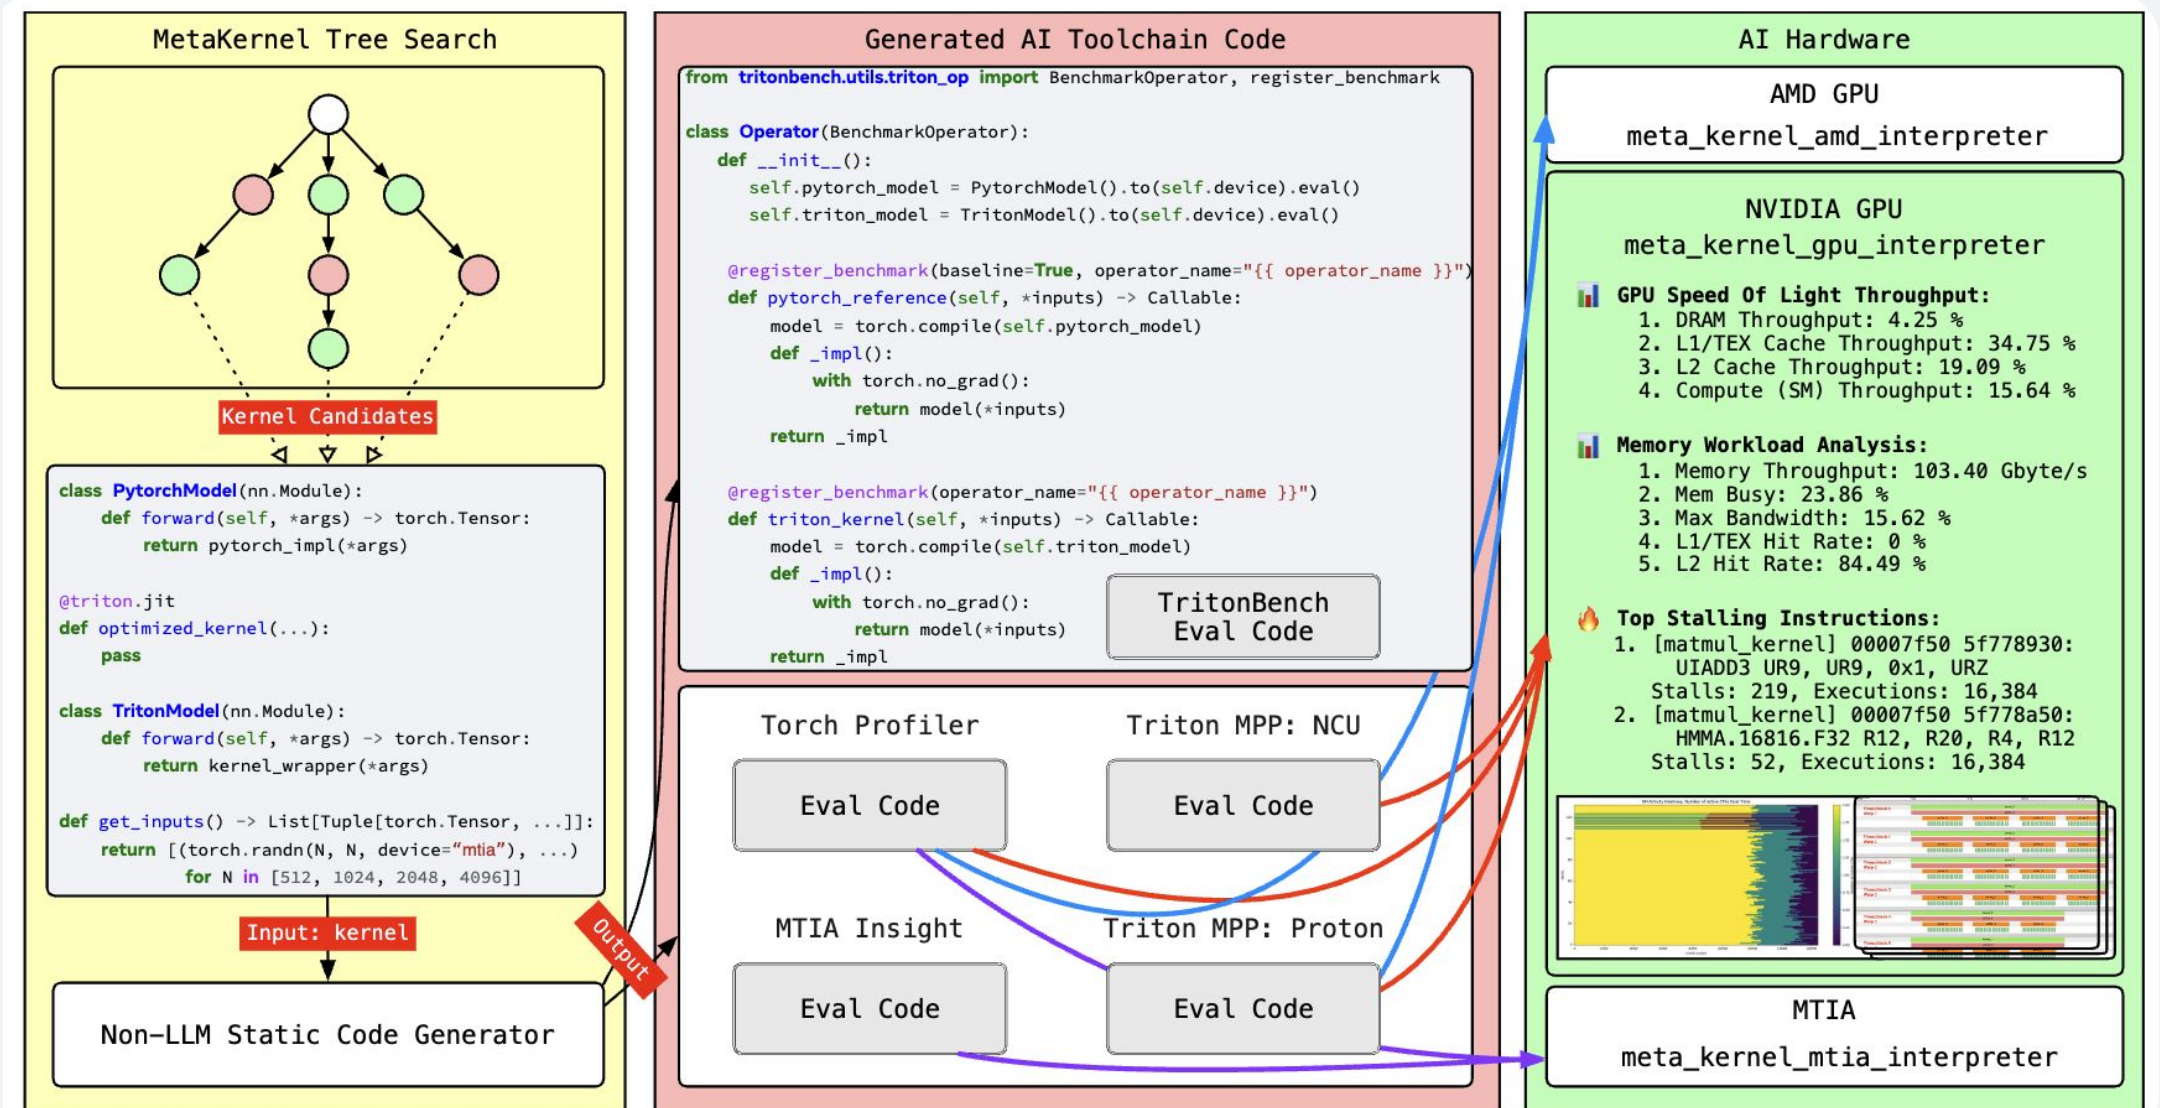 MetaKernel Tree Search
Kernel Candidates
class PytorchModel(nn.Module):
    def forward(self, *args) -> torch.Tensor:
        return pytorch_impl(*args)
@triton.jit
def optimized_kernel(...):
    pass
class TritonModel(nn.Module):
    def forward(self, *args) -> torch.Tensor:
        return kernel_wrapper(*args)
def get_inputs() -> List[Tuple[torch.Tensor, ...]]:
    return [(torch.randn(N, N, device=“mtia”), ...)
            for N in [512, 1024, 2048, 4096]]
Input: kernel
Non-LLM Static Code Generator
Output
Generated AI Toolchain Code
from tritonbench.utils.triton_op import BenchmarkOperator, register_benchmark
class Operator(BenchmarkOperator):
    def __init__():
        self.pytorch_model = PytorchModel().to(self.device).eval()
        self.triton_model = TritonModel().to(self.device).eval()
    @register_benchmark(baseline=True, operator_name="{{ operator_name }}")
    def pytorch_reference(self, *inputs) -> Callable:
        model = torch.compile(self.pytorch_model)
        def _impl():
            with torch.no_grad():
                return model(*inputs)
        return _impl
    @register_benchmark(operator_name="{{ operator_name }}")
    def triton_kernel(self, *inputs) -> Callable:
        model = torch.compile(self.triton_model)
        def _impl():
            with torch.no_grad():
                return model(*inputs)
        return _impl
TritonBench
Eval Code
Torch Profiler
Eval Code
Triton MPP: NCU
Eval Code
MTIA Insight
Eval Code
Triton MPP: Proton
Eval Code
AI Hardware
AMD GPU
meta_kernel_amd_interpreter
NVIDIA GPU
meta_kernel_gpu_interpreter
GPU Speed Of Light Throughput:
1. DRAM Throughput: 4.25 %
2. L1/TEX Cache Throughput: 34.75 %
3. L2 Cache Throughput: 19.09 %
4. Compute (SM) Throughput: 15.64 %
Memory Workload Analysis:
1. Memory Throughput: 103.40 Gbyte/s
2. Mem Busy: 23.86 %
3. Max Bandwidth: 15.62 %
4. L1/TEX Hit Rate: 0 %
5. L2 Hit Rate: 84.49 %
Top Stalling Instructions:
1. [matmul_kernel] 00007f50 5f778930:
UIADD3 UR9, UR9, 0x1, URZ
Stalls: 219, Executions: 16,384
2. [matmul_kernel] 00007f50 5f778a50:
HMMA.16816.F32 R12, R20, R4, R12
Stalls: 52, Executions: 16,384
MTIA
meta_kernel_mtia_interpreter